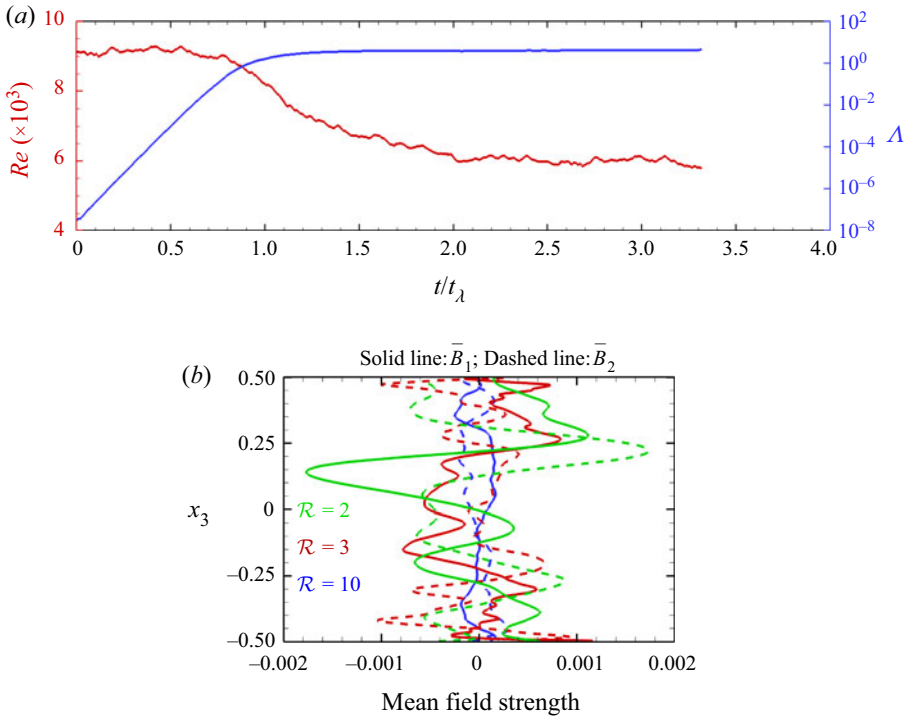 (a)
10
8
6
4
Re (×10³)
10²
10⁰
10⁻²
10⁻⁴
10⁻⁶
10⁻⁸
Λ
0 0.5 1.0 1.5 2.0 2.5 3.0 3.5 4.0
t/t_λ
Solid line: B̅₁; Dashed line: B̅₂
(b)
0.50
0.25
0
−0.25
−0.50
x₃
ℛ = 2
ℛ = 3
ℛ = 10
−0.002 −0.001 0 0.001 0.002
Mean field strength